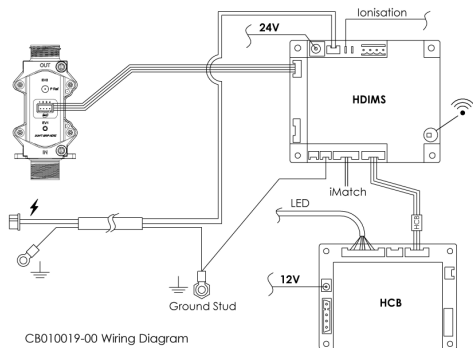 Ionisation
24V
OUT
HDIMS
IN
iMatch
LED
12V
HCB
Ground Stud
CB010019-00 Wiring Diagram